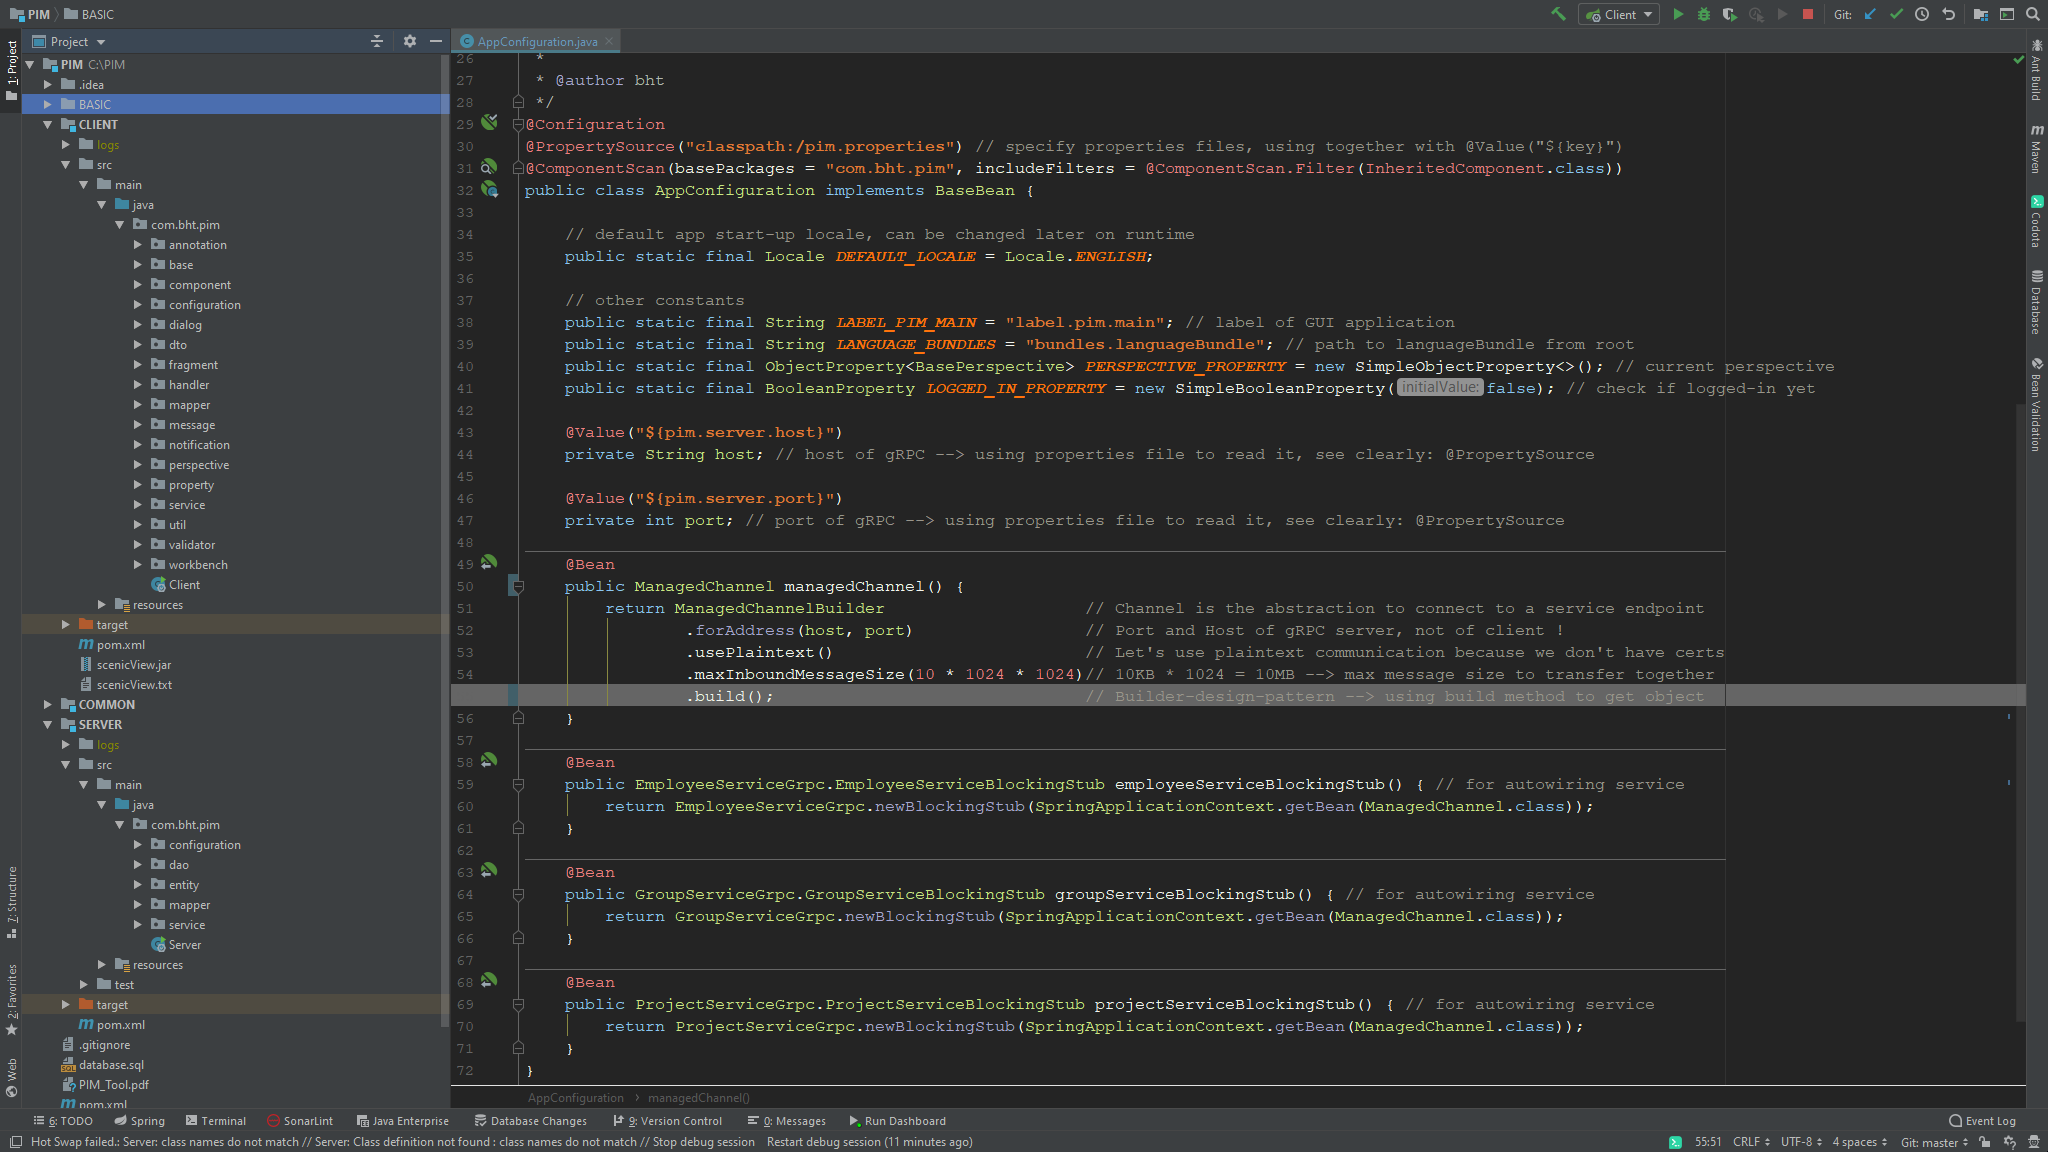 PIM BASIC
Client Git:
1: Project
Project
AppConfiguration.java
PIM C:\PIM
.idea
BASIC
CLIENT
logs
src
main
java
com.bht.pim
annotation
base
component
configuration
dialog
dto
fragment
handler
mapper
message
notification
perspective
property
service
util
validator
workbench
Client
resources
target
pom.xml
scenicView.jar
scenicView.txt
COMMON
SERVER
logs
src
main
java
com.bht.pim
configuration
dao
entity
mapper
service
Server
resources
test
target
pom.xml
.gitignore
database.sql
PIM_Tool.pdf
pom.xml
7: Structure
2: Favorites
Web
26 *
27 * @author bht
28 */
29 @Configuration
30 @PropertySource("classpath:/pim.properties") // specify properties files, using together with @Value("${key}")
31 @ComponentScan(basePackages = "com.bht.pim", includeFilters = @ComponentScan.Filter(InheritedComponent.class))
32 public class AppConfiguration implements BaseBean {
33
34 // default app start-up locale, can be changed later on runtime
35 public static final Locale DEFAULT_LOCALE = Locale.ENGLISH;
36
37 // other constants
38 public static final String LABEL_PIM_MAIN = "label.pim.main"; // label of GUI application
39 public static final String LANGUAGE_BUNDLES = "bundles.languageBundle"; // path to languageBundle from root
40 public static final ObjectProperty<BasePerspective> PERSPECTIVE_PROPERTY = new SimpleObjectProperty<>(); // current perspective
41 public static final BooleanProperty LOGGED_IN_PROPERTY = new SimpleBooleanProperty( initialValue: false); // check if logged-in yet
42
43 @Value("${pim.server.host}")
44 private String host; // host of gRPC --> using properties file to read it, see clearly: @PropertySource
45
46 @Value("${pim.server.port}")
47 private int port; // port of gRPC --> using properties file to read it, see clearly: @PropertySource
48
49 @Bean
50 public ManagedChannel managedChannel() {
51 return ManagedChannelBuilder // Channel is the abstraction to connect to a service endpoint
52 .forAddress(host, port) // Port and Host of gRPC server, not of client !
53 .usePlaintext() // Let's use plaintext communication because we don't have certs
54 .maxInboundMessageSize(10 * 1024 * 1024)// 10KB * 1024 = 10MB --> max message size to transfer together
.build(); // Builder-design-pattern --> using build method to get object
56 }
57
58 @Bean
59 public EmployeeServiceGrpc.EmployeeServiceBlockingStub employeeServiceBlockingStub() { // for autowiring service
60 return EmployeeServiceGrpc.newBlockingStub(SpringApplicationContext.getBean(ManagedChannel.class));
61 }
62
63 @Bean
64 public GroupServiceGrpc.GroupServiceBlockingStub groupServiceBlockingStub() { // for autowiring service
65 return GroupServiceGrpc.newBlockingStub(SpringApplicationContext.getBean(ManagedChannel.class));
66 }
67
68 @Bean
69 public ProjectServiceGrpc.ProjectServiceBlockingStub projectServiceBlockingStub() { // for autowiring service
70 return ProjectServiceGrpc.newBlockingStub(SpringApplicationContext.getBean(ManagedChannel.class));
71 }
72 }
AppConfiguration › managedChannel()
Ant Build
Maven
Codota
Database
Bean Validation
6: TODO Spring Terminal SonarLint Java Enterprise Database Changes 9: Version Control 0: Messages Run Dashboard Event Log
Hot Swap failed.: Server: class names do not match // Server: Class definition not found : class names do not match // Stop debug session Restart debug session (11 minutes ago) 55:51 CRLF UTF-8 4 spaces Git: master